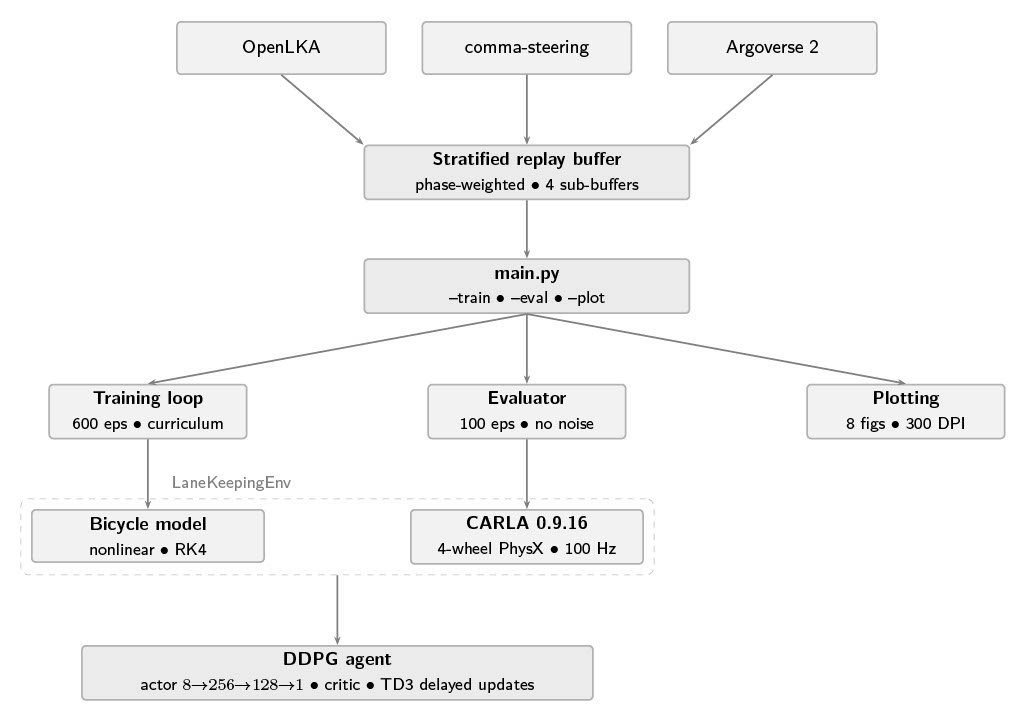 OpenLKA
comma-steering
Argoverse 2
Stratified replay buffer
phase-weighted • 4 sub-buffers
main.py
–train • –eval • –plot
Training loop
600 eps • curriculum
Evaluator
100 eps • no noise
Plotting
8 figs • 300 DPI
LaneKeepingEnv
Bicycle model
nonlinear • RK4
CARLA 0.9.16
4-wheel PhysX • 100 Hz
DDPG agent
actor 8→256→128→1 • critic • TD3 delayed updates